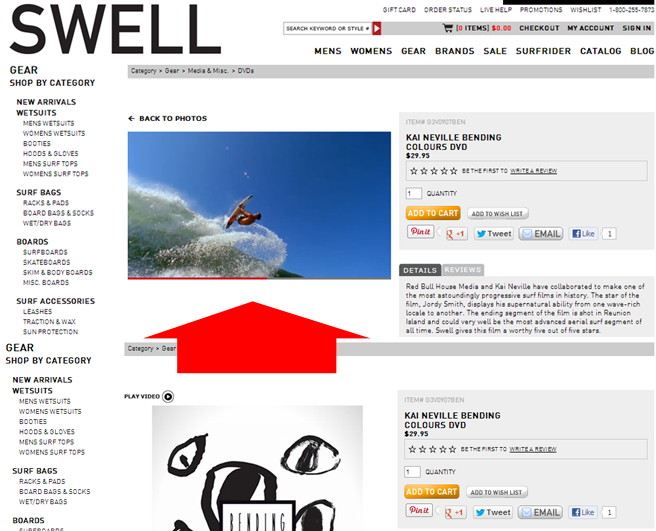 GIFT CARD ORDER STATUS LIVE HELP PROMOTIONS WISHLIST 1-800-255-7873
SWELL
SEARCH KEYWORD OR STYLE #
[0 ITEMS] $0.00 CHECKOUT MY ACCOUNT SIGN IN
MENS WOMENS GEAR BRANDS SALE SURFRIDER CATALOG BLOG
GEAR
SHOP BY CATEGORY
NEW ARRIVALS
WETSUITS
MENS WETSUITS
WOMENS WETSUITS
BOOTIES
HOODS & GLOVES
MENS SURF TOPS
WOMENS SURF TOPS
SURF BAGS
RACKS & PADS
BOARD BAGS & SOCKS
WET/DRY BAGS
BOARDS
SURFBOARDS
SKATEBOARDS
SKIM & BODY BOARDS
MISC. BOARDS
SURF ACCESSORIES
LEASHES
TRACTION & WAX
SUN PROTECTION
Category > Gear > Media & Misc. > DVDs
BACK TO PHOTOS
ITEM# G3V0907BEN
KAI NEVILLE BENDING
COLOURS DVD
$29.95
BE THE FIRST TO WRITE A REVIEW
1 QUANTITY
ADD TO CART ADD TO WISH LIST
Pin it g +1 Tweet EMAIL Like 1
DETAILS REVIEWS
Red Bull House Media and Kai Neville have collaborated to make one of
the most astoundingly progressive surf films in history. The star of the
film, Jordy Smith, displays his supernatural ability from one wave-rich
locale to another. The ending segment of the film is shot in Reunion
Island and could very well be the most advanced aerial surf segment of
all time. Swell gives this film a worthy five out of five stars.
GEAR
SHOP BY CATEGORY
NEW ARRIVALS
WETSUITS
MENS WETSUITS
WOMENS WETSUITS
BOOTIES
HOODS & GLOVES
MENS SURF TOPS
WOMENS SURF TOPS
SURF BAGS
RACKS & PADS
BOARD BAGS & SOCKS
WET/DRY BAGS
BOARDS
SURFBOARDS
Category > Gear
PLAY VIDEO
BENDING
ITEM# G3V0907BEN
KAI NEVILLE BENDING
COLOURS DVD
$29.95
BE THE FIRST TO WRITE A REVIEW
1 QUANTITY
ADD TO CART ADD TO WISH LIST
Pin it g +1 Tweet EMAIL Like 1